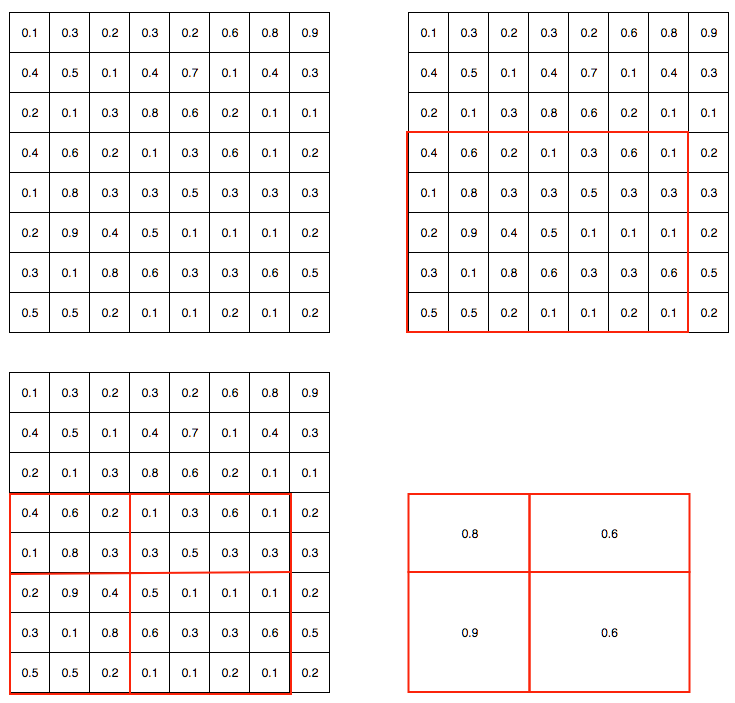 0.1 0.3 0.2 0.3 0.2 0.6 0.8 0.9 0.1 0.3 0.2 0.3 0.2 0.6 0.8 0.9
0.4 0.5 0.1 0.4 0.7 0.1 0.4 0.3 0.4 0.5 0.1 0.4 0.7 0.1 0.4 0.3
0.2 0.1 0.3 0.8 0.6 0.2 0.1 0.1 0.2 0.1 0.3 0.8 0.6 0.2 0.1 0.1
0.4 0.6 0.2 0.1 0.3 0.6 0.1 0.2 0.4 0.6 0.2 0.1 0.3 0.6 0.1 0.2
0.1 0.8 0.3 0.3 0.5 0.3 0.3 0.3 0.1 0.8 0.3 0.3 0.5 0.3 0.3 0.3
0.2 0.9 0.4 0.5 0.1 0.1 0.1 0.2 0.2 0.9 0.4 0.5 0.1 0.1 0.1 0.2
0.3 0.1 0.8 0.6 0.3 0.3 0.6 0.5 0.3 0.1 0.8 0.6 0.3 0.3 0.6 0.5
0.5 0.5 0.2 0.1 0.1 0.2 0.1 0.2 0.5 0.5 0.2 0.1 0.1 0.2 0.1 0.2
0.1 0.3 0.2 0.3 0.2 0.6 0.8 0.9
0.4 0.5 0.1 0.4 0.7 0.1 0.4 0.3
0.2 0.1 0.3 0.8 0.6 0.2 0.1 0.1
0.4 0.6 0.2 0.1 0.3 0.6 0.1 0.2
0.1 0.8 0.3 0.3 0.5 0.3 0.3 0.3
0.2 0.9 0.4 0.5 0.1 0.1 0.1 0.2
0.3 0.1 0.8 0.6 0.3 0.3 0.6 0.5
0.5 0.5 0.2 0.1 0.1 0.2 0.1 0.2
0.8 0.6
0.9 0.6